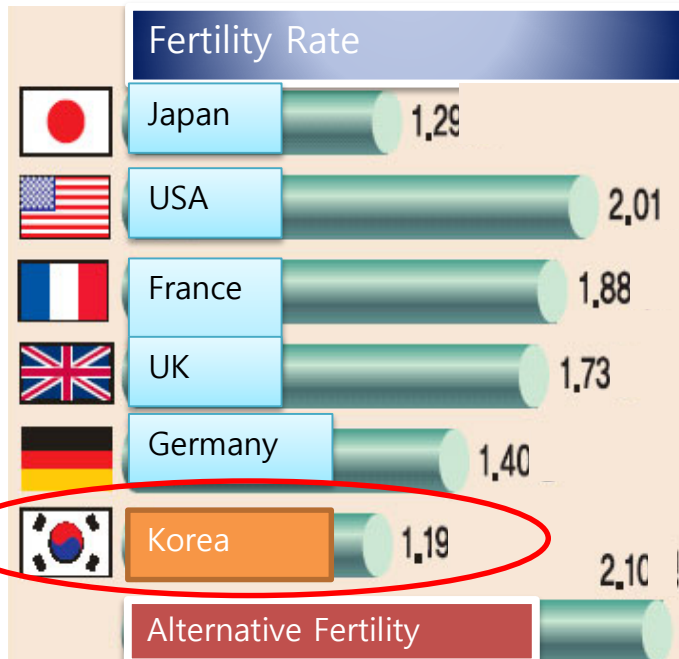 Fertility Rate
Japan 1.29
USA 2.01
France 1.88
UK 1.73
Germany 1.40
Korea 1.19
2.10
Alternative Fertility